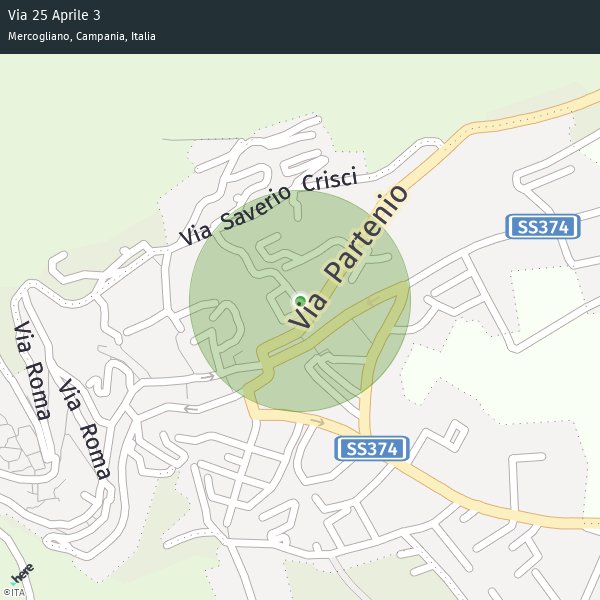 Via 25 Aprile 3
Mercogliano, Campania, Italia
Via Saverio Crisci
Via Partenio
SS374
Via Roma
Via Roma
SS374
here
©ITA